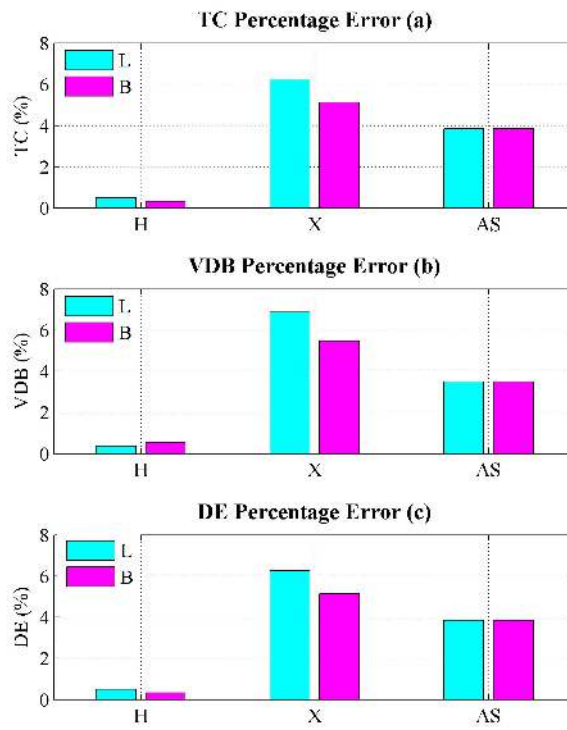 TC Percentage Error (a)
TC (%)
8
6
4
2
0
L
B
H X AS
VDB Percentage Error (b)
VDB (%)
8
6
4
2
0
L
B
H X AS
DE Percentage Error (c)
DE (%)
8
6
4
2
0
L
B
H X AS